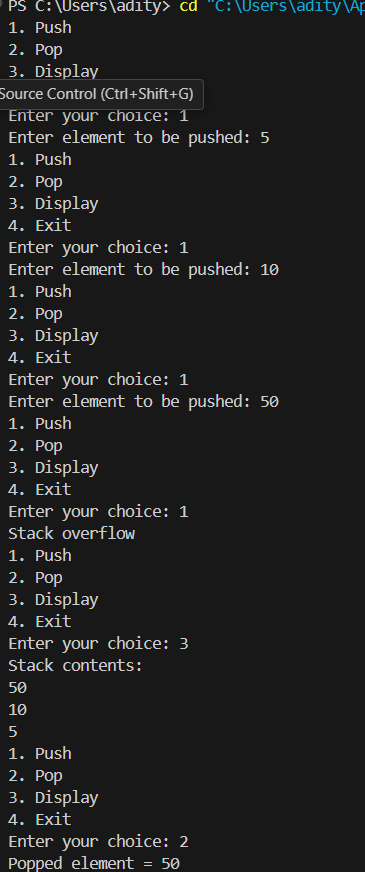 PS C:\Users\adity> cd "C:\Users\adity\Ap
1. Push
2. Pop
3. Display
Source Control (Ctrl+Shift+G)
Enter your choice: 1
Enter element to be pushed: 5
1. Push
2. Pop
3. Display
4. Exit
Enter your choice: 1
Enter element to be pushed: 10
1. Push
2. Pop
3. Display
4. Exit
Enter your choice: 1
Enter element to be pushed: 50
1. Push
2. Pop
3. Display
4. Exit
Enter your choice: 1
Stack overflow
1. Push
2. Pop
3. Display
4. Exit
Enter your choice: 3
Stack contents:
50
10
5
1. Push
2. Pop
3. Display
4. Exit
Enter your choice: 2
Popped element = 50